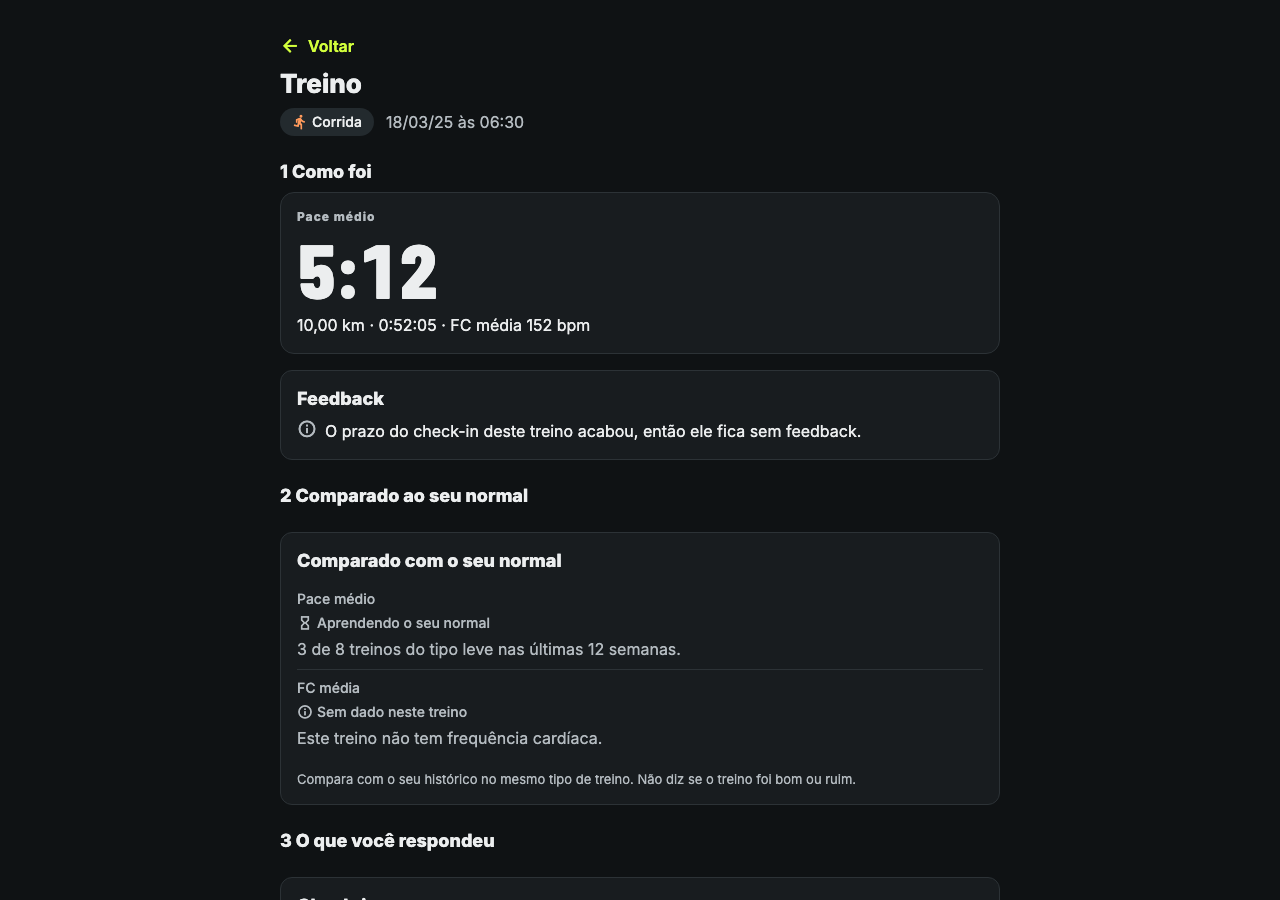 Voltar
Treino
Corrida 18/03/25 às 06:30
1 Como foi
Pace médio
5:12
10,00 km · 0:52:05 · FC média 152 bpm
Feedback
O prazo do check-in deste treino acabou, então ele fica sem feedback.
2 Comparado ao seu normal
Comparado com o seu normal
Pace médio
Aprendendo o seu normal
3 de 8 treinos do tipo leve nas últimas 12 semanas.
FC média
Sem dado neste treino
Este treino não tem frequência cardíaca.
Compara com o seu histórico no mesmo tipo de treino. Não diz se o treino foi bom ou ruim.
3 O que você respondeu